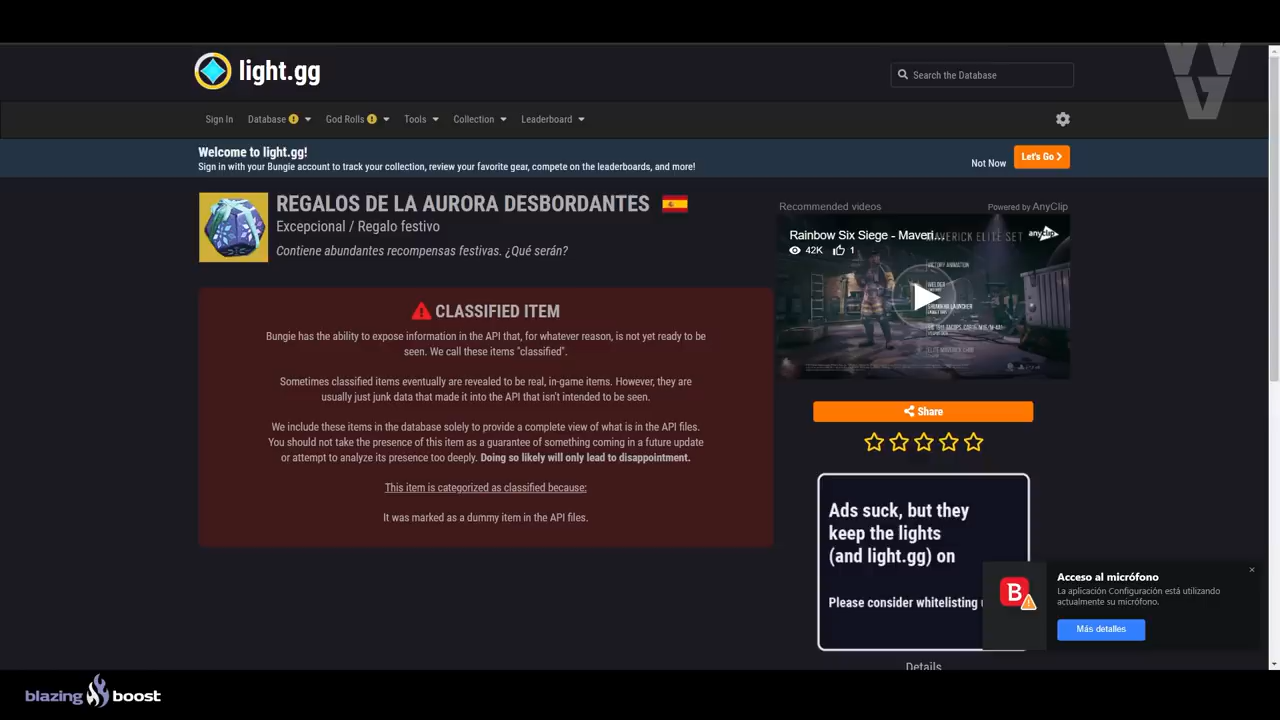 light.gg
Search the Database
WG
Sign In
Database
God Rolls
Tools
Collection
Leaderboard
Welcome to light.gg!
Sign in with your Bungie account to track your collection, review your favorite gear, compete on the leaderboards, and more!
Not Now
Let's Go
REGALOS DE LA AURORA DESBORDANTES
Excepcional / Regalo festivo
Contiene abundantes recompensas festivas. ¿Qué serán?
Recommended videos
Powered by AnyClip
Rainbow Six Siege - Maveri...
MAVERICK ELITE SET
anyclip
42K
1
VICTORY ANIMATION
CLASSIFIED ITEM
Bungie has the ability to expose information in the API that, for whatever reason, is not yet ready to be
seen. We call these items "classified".
Sometimes classified items eventually are revealed to be real, in-game items. However, they are
usually just junk data that made it into the API that isn't intended to be seen.
We include these items in the database solely to provide a complete view of what is in the API files.
You should not take the presence of this item as a guarantee of something coming in a future update
or attempt to analyze its presence too deeply. Doing so likely will only lead to disappointment.
This item is categorized as classified because:
It was marked as a dummy item in the API files.
Share
Ads suck, but they
keep the lights
(and light.gg) on
Please consider whitelisting
Details
B
Acceso al micrófono
La aplicación Configuración está utilizando
actualmente su micrófono.
Más detalles
blazing boost